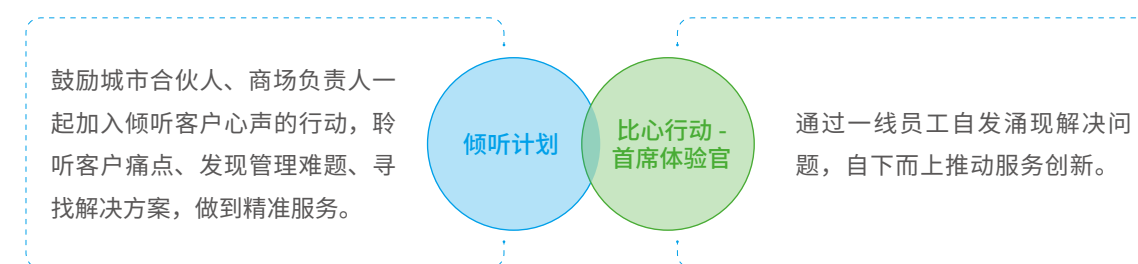 鼓励城市合伙人、商场负责人一
起加入倾听客户心声的行动，聆
听客户痛点、发现管理难题、寻
找解决方案，做到精准服务。
倾听计划
比心行动 -
首席体验官
通过一线员工自发涌现解决问
题，自下而上推动服务创新。